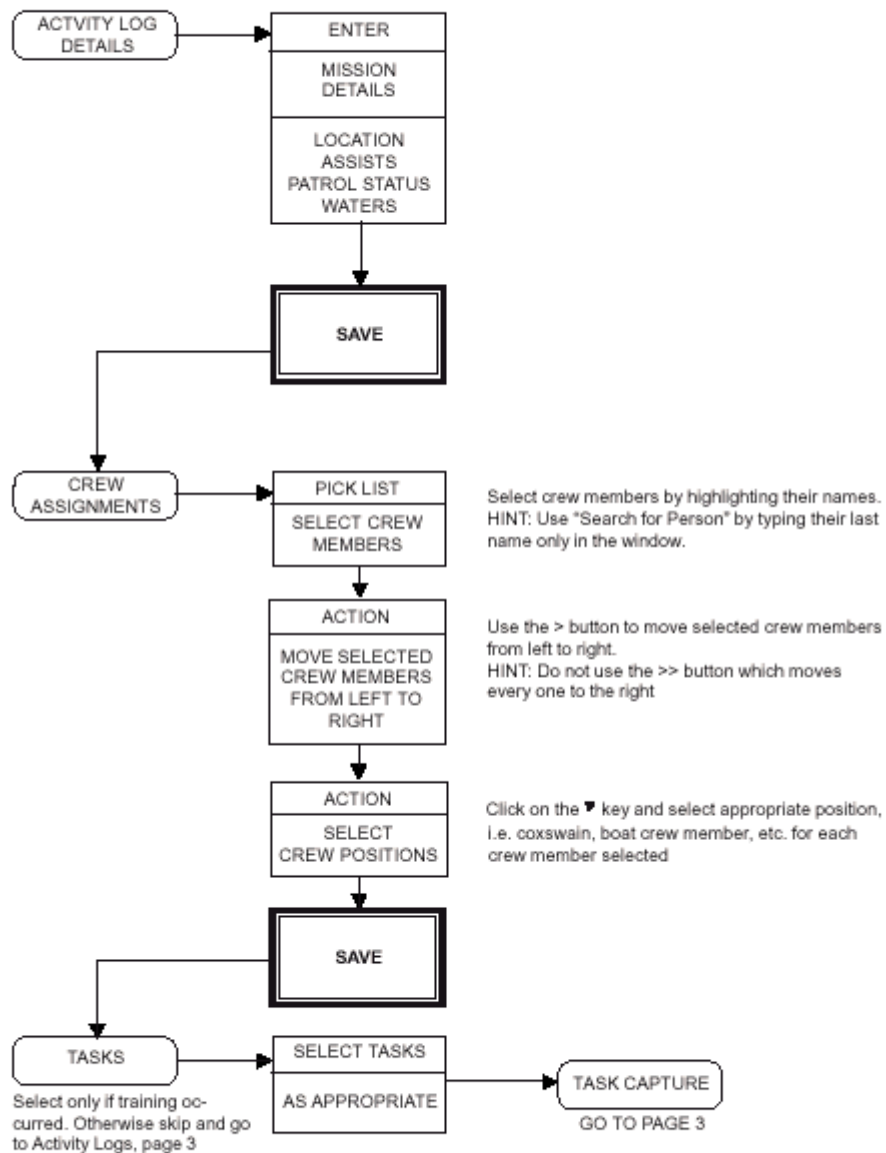 ACTVITY LOG
DETAILS
ENTER
MISSION
DETAILS
LOCATION
ASSISTS
PATROL STATUS
WATERS
SAVE
CREW
ASSIGNMENTS
PICK LIST
SELECT CREW
MEMBERS
Select crew members by highlighting their names.
HINT: Use "Search for Person" by typing their last
name only in the window.
ACTION
MOVE SELECTED
CREW MEMBERS
FROM LEFT TO
RIGHT
Use the > button to move selected crew members
from left to right.
HINT: Do not use the >> button which moves
every one to the right
ACTION
SELECT
CREW POSITIONS
Click on the ▼ key and select appropriate position,
i.e. coxswain, boat crew member, etc. for each
crew member selected
SAVE
TASKS
Select only if training oc-
curred. Otherwise skip and go
to Activity Logs, page 3
SELECT TASKS
AS APPROPRIATE
TASK CAPTURE
GO TO PAGE 3